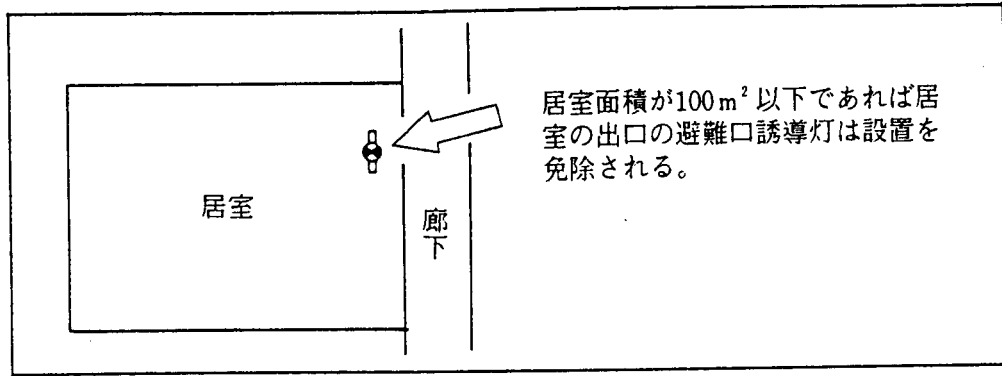 居室面積が100m²以下であれば居
室の出口の避難口誘導灯は設置を
免除される。
居室
廊下